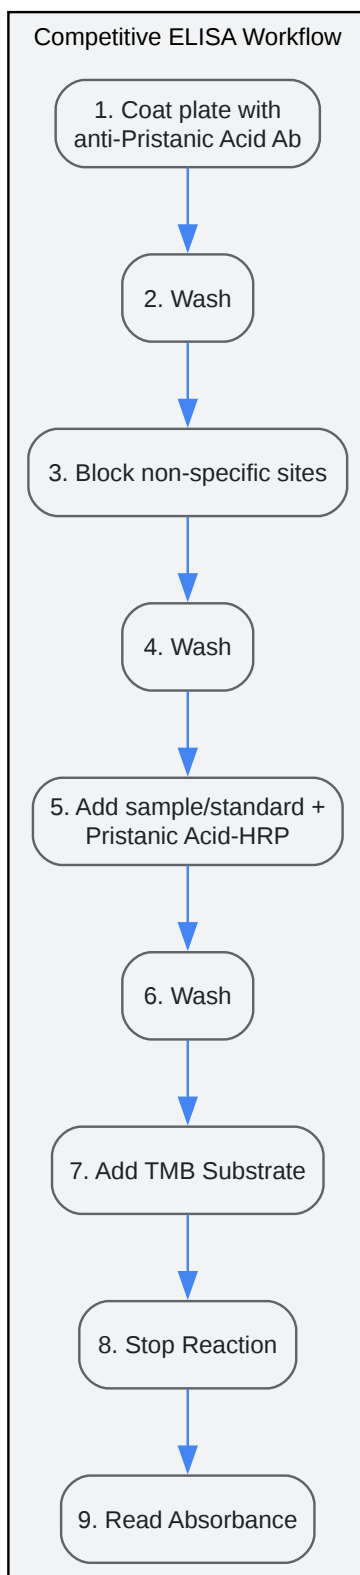 Competitive ELISA Workflow
1. Coat plate with
anti-Pristanic Acid Ab
2. Wash
3. Block non-specific sites
4. Wash
5. Add sample/standard +
Pristanic Acid-HRP
6. Wash
7. Add TMB Substrate
8. Stop Reaction
9. Read Absorbance